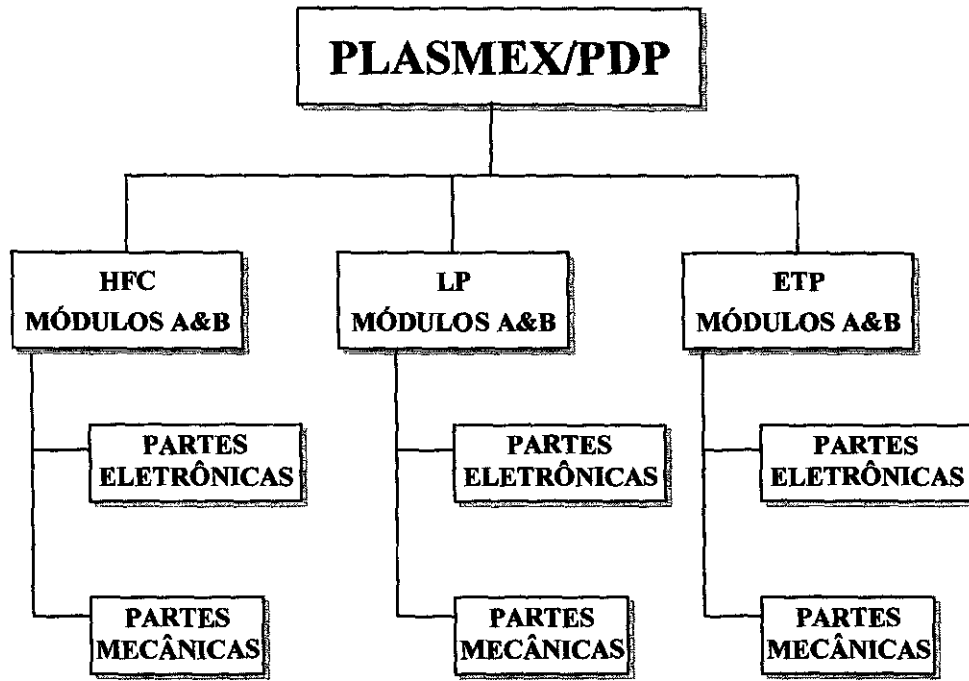 PLASMEX/PDP
HFC
MÓDULOS A&B
LP
MÓDULOS A&B
ETP
MÓDULOS A&B
PARTES
ELETRÔNICAS
PARTES
ELETRÔNICAS
PARTES
ELETRÔNICAS
PARTES
MECÂNICAS
PARTES
MECÂNICAS
PARTES
MECÂNICAS